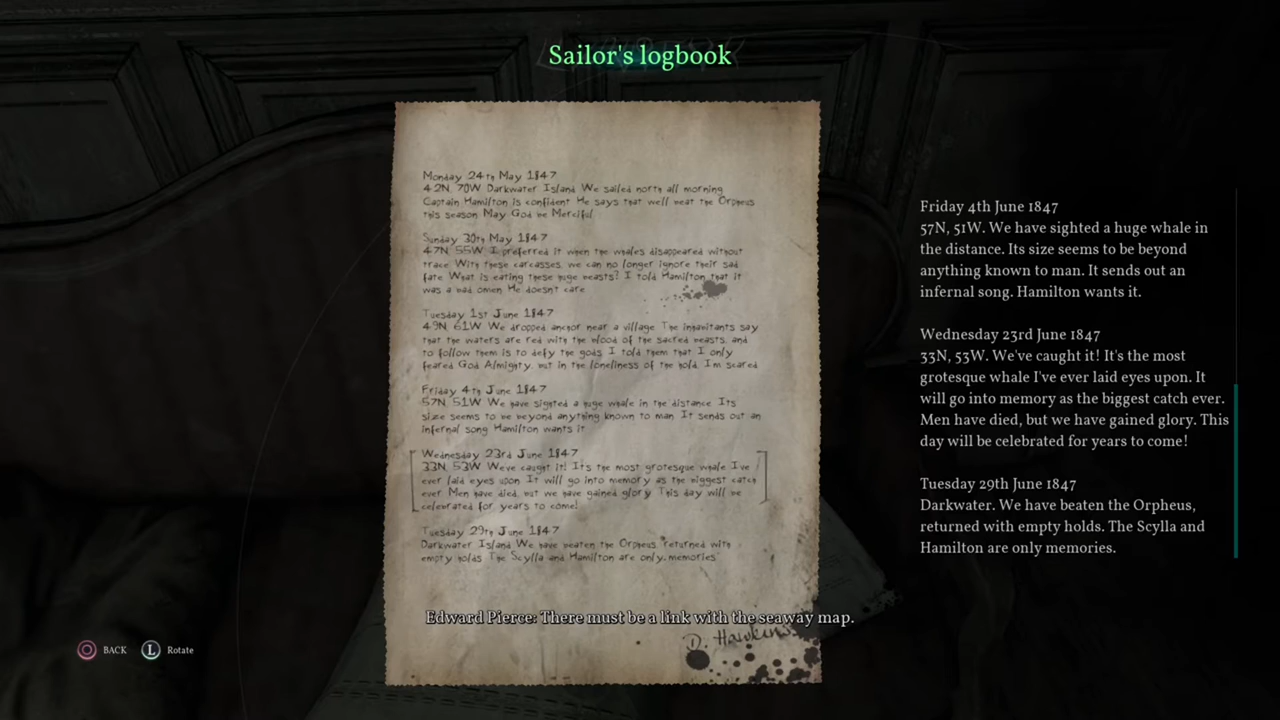 Sailor's logbook
Monday 24th May 1847
42N, 70W Darkwater Island We sailed north all morning
Captain Hamilton is confident He says that well beat the Orpheus
this season May God be Merciful
Sunday 30th May 1847
47N 55W I preferred it when the whales disappeared without
trace With these carcasses, we can no longer ignore their sad
fate What is eating these huge beasts? I told Hamilton that it
was a bad omen He doesn't care
Tuesday 1st June 1847
49N 61W We dropped anchor near a village The inhabitants say
that the waters are red with the blood of the sacred beasts, and
to follow them is to defy the gods I told them that I only
feared God Almighty, but in the loneliness of the hold I'm scared
Friday 4th June 1847
57N 51W We have sighted a huge whale in the distance Its
size seems to be beyond anything known to man It sends out an
infernal song Hamilton wants it
Wednesday 23rd June 1847
33N, 53W We've caught it! It's the most grotesque whale I've
ever laid eyes upon It will go into memory as the biggest catch
ever Men have died, but we have gained glory This day will be
celebrated for years to come!
Tuesday 29th June 1847
Darkwater Island We have beaten the Orpheus returned with
empty holds The Scylla and Hamilton are only memories
D. Hawkins
Friday 4th June 1847
57N, 51W. We have sighted a huge whale in
the distance. Its size seems to be beyond
anything known to man. It sends out an
infernal song. Hamilton wants it.
Wednesday 23rd June 1847
33N, 53W. We've caught it! It's the most
grotesque whale I've ever laid eyes upon. It
will go into memory as the biggest catch ever.
Men have died, but we have gained glory. This
day will be celebrated for years to come!
Tuesday 29th June 1847
Darkwater. We have beaten the Orpheus,
returned with empty holds. The Scylla and
Hamilton are only memories.
Edward Pierce: There must be a link with the seaway map.
BACK L Rotate